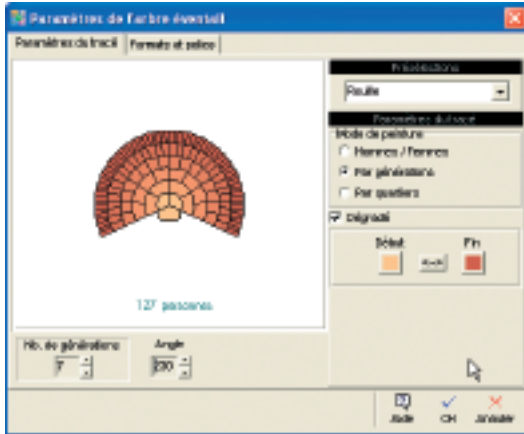 Paramètres de l'arbre éventail
Paramètres du tracé
Formats et police
Présélections
Rouille
Paramètres du tracé
Mode de peinture
Hommes / Femmes
Par générations
Par quartiers
Dégradé
Début
Fin
127 personnes
Nb. de générations
7
Angle
230
Aide
OK
Annuler